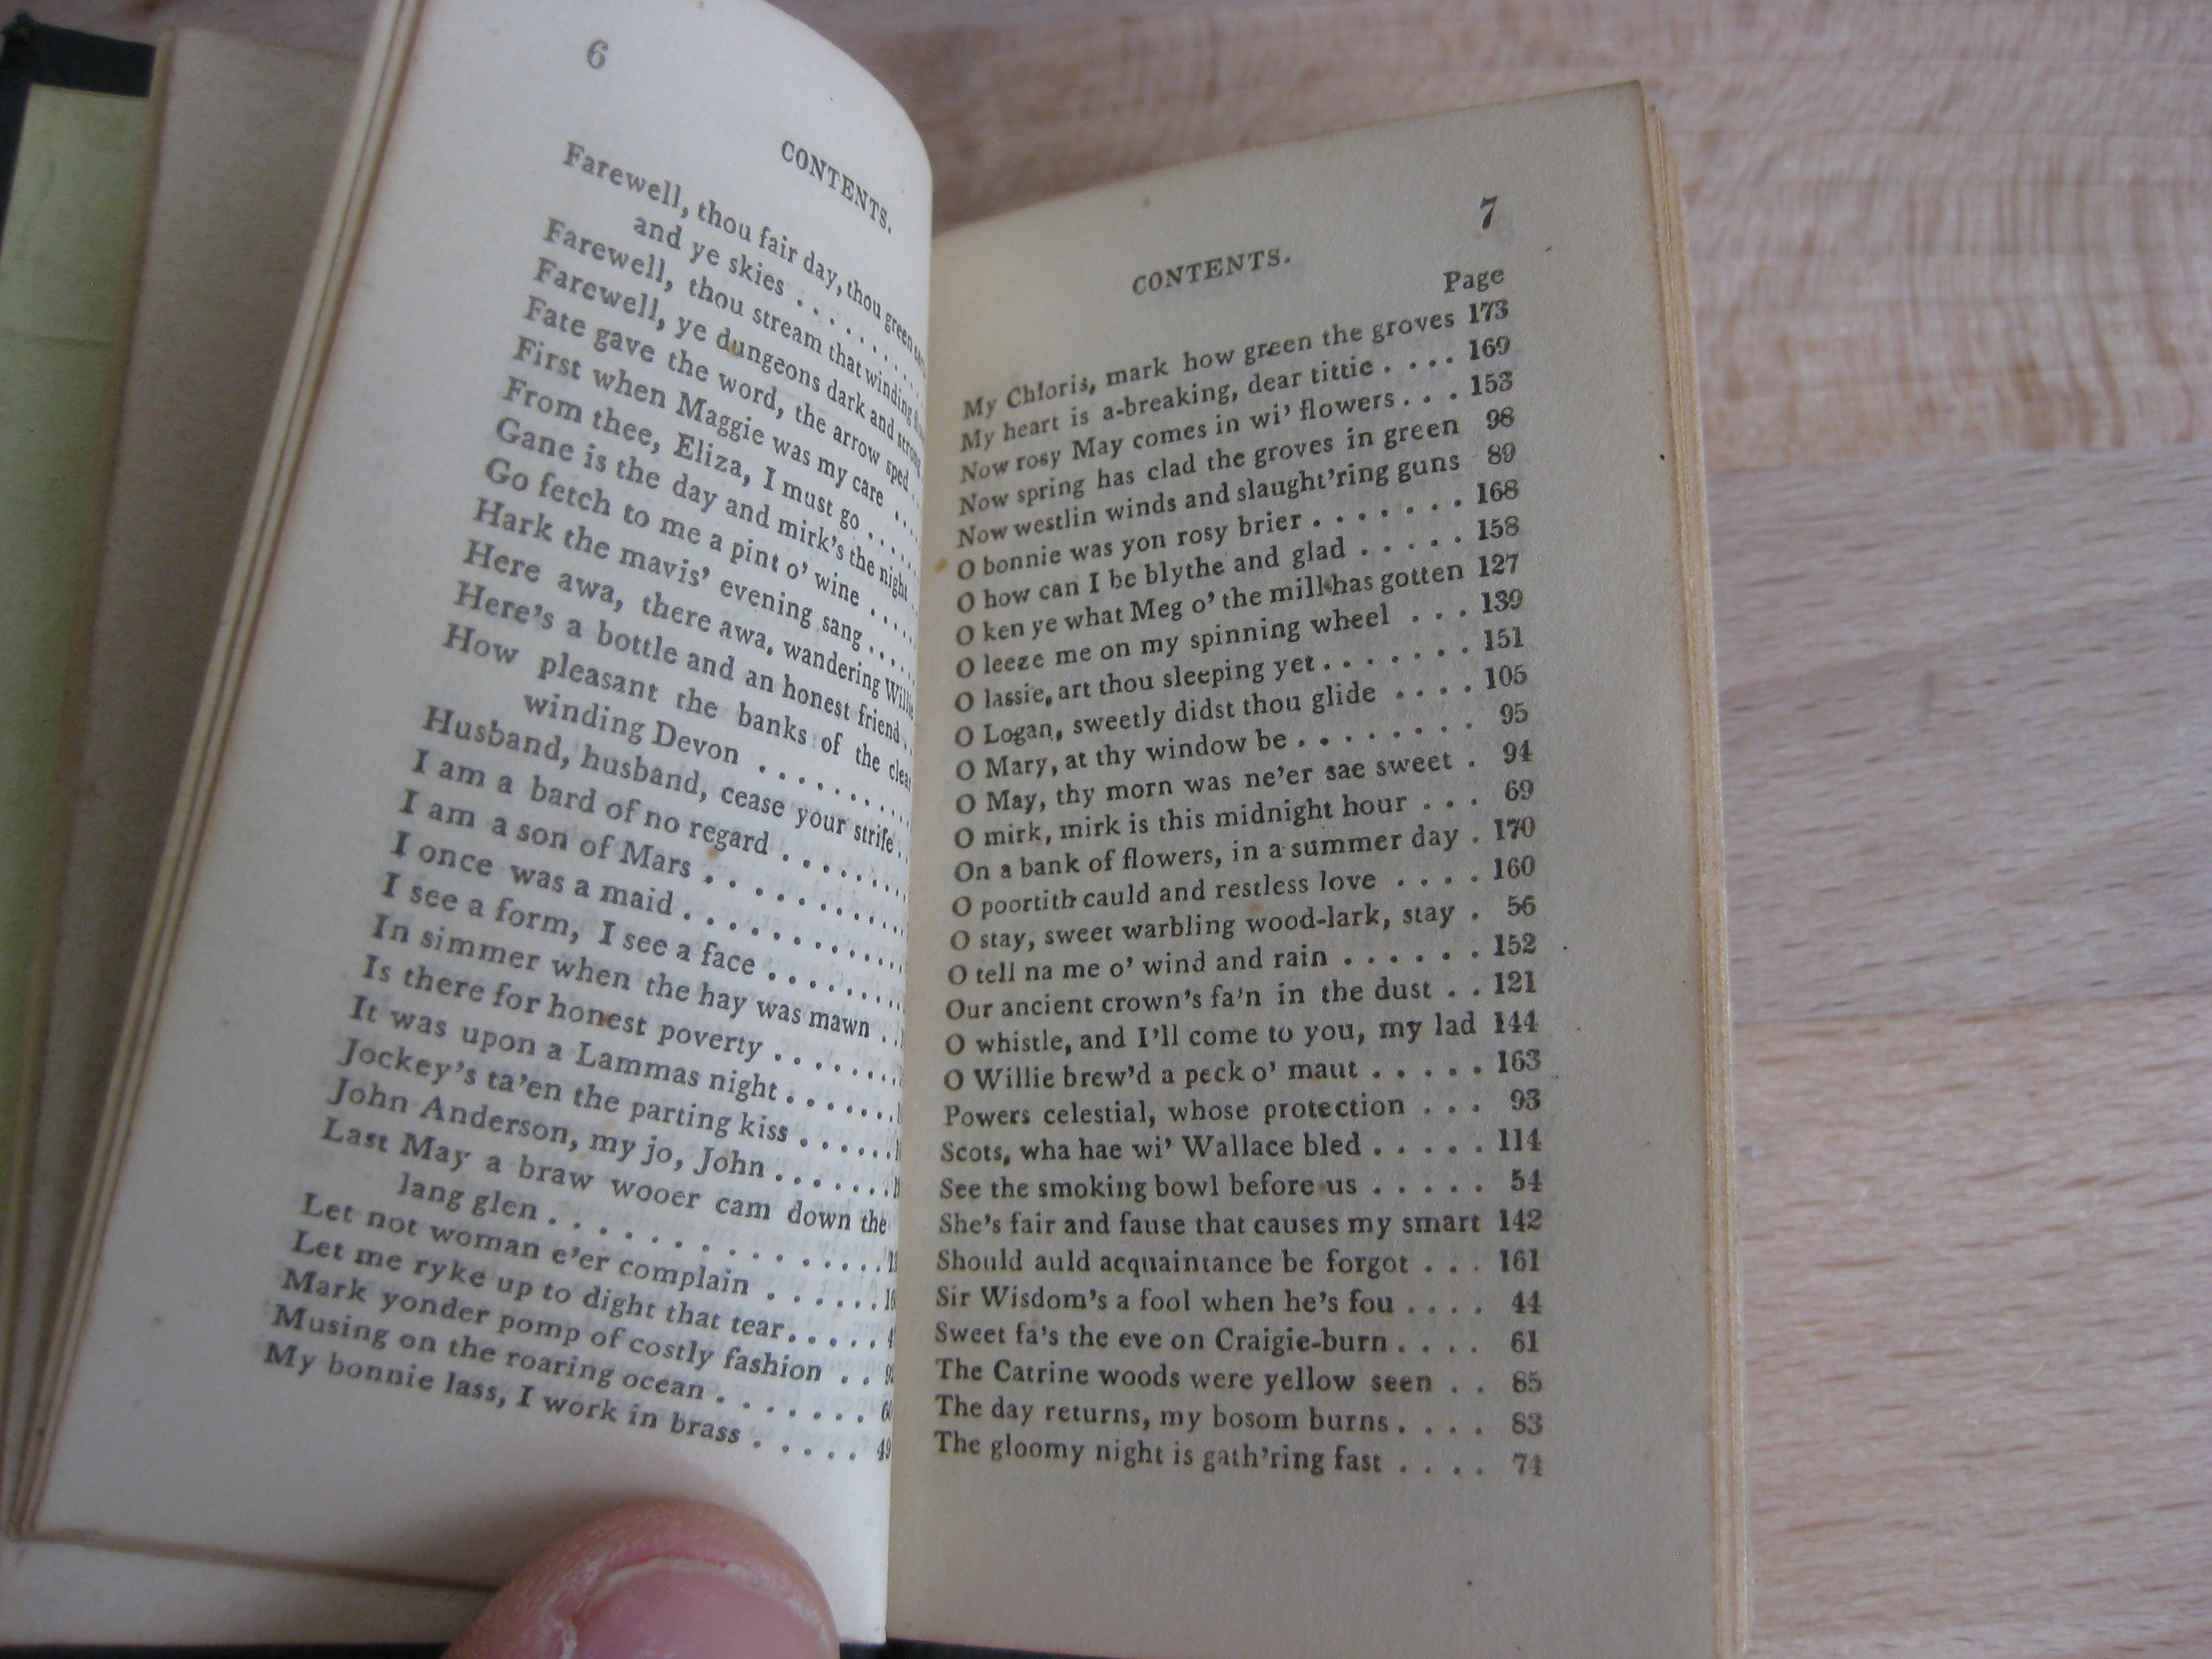 6
CONTENTS.
Farewell, thou fair day, thou green
and ye skies . . . . . . . .
Farewell, thou stream that winding
Farewell, ye dungeons dark and strong
Fate gave the word, the arrow sped . .
First when Maggie was my care . . .
From thee, Eliza, I must go . . . . .
Gane is the day and mirk's the night . .
Go fetch to me a pint o' wine . . . . .
Hark the mavis' evening sang . . . . .
Here awa, there awa, wandering Willie
Here's a bottle and an honest friend . .
How pleasant the banks of the clear
winding Devon . . . . . . . . .
Husband, husband, cease your strife . .
I am a bard of no regard . . . . . . . .
I am a son of Mars . . . . . . . . . . .
I once was a maid . . . . . . . . . . . .
I see a form, I see a face . . . . . . . .
In simmer when the hay was mawn . .
Is there for honest poverty . . . . . . .
It was upon a Lammas night . . . . . . .
Jockey's ta'en the parting kiss . . . . . .
John Anderson, my jo, John . . . . . . .
Last May a braw wooer cam down the
lang glen . . . . . . . . . . . . . . .
Let not woman e'er complain . . . . . .
Let me ryke up to dight that tear . . . . .
Mark yonder pomp of costly fashion . .
Musing on the roaring ocean . . . . . . .
My bonnie lass, I work in brass . . . . . 49
7
CONTENTS.
Page
My Chloris, mark how green the groves 173
My heart is a-breaking, dear tittie . . . . 169
Now rosy May comes in wi' flowers . . . 153
Now spring has clad the groves in green 98
Now westlin winds and slaught'ring guns 89
O bonnie was yon rosy brier . . . . . . . 168
O how can I be blythe and glad . . . . . 158
O ken ye what Meg o' the mill has gotten 127
O leeze me on my spinning wheel . . . 139
O lassie, art thou sleeping yet . . . . . . . 151
O Logan, sweetly didst thou glide . . . . 105
O Mary, at thy window be . . . . . . . . 95
O May, thy morn was ne'er sae sweet . 94
O mirk, mirk is this midnight hour . . . 69
On a bank of flowers, in a summer day . 170
O poortith cauld and restless love . . . . 160
O stay, sweet warbling wood-lark, stay . 56
O tell na me o' wind and rain . . . . . . 152
Our ancient crown's fa'n in the dust . . 121
O whistle, and I'll come to you, my lad 144
O Willie brew'd a peck o' maut . . . . . 163
Powers celestial, whose protection . . . 93
Scots, wha hae wi' Wallace bled . . . . . 114
See the smoking bowl before us . . . . . 54
She's fair and fause that causes my smart 142
Should auld acquaintance be forgot . . . 161
Sir Wisdom's a fool when he's fou . . . . 44
Sweet fa's the eve on Craigie-burn . . . . 61
The Catrine woods were yellow seen . . 85
The day returns, my bosom burns . . . . 83
The gloomy night is gath'ring fast . . . . 74